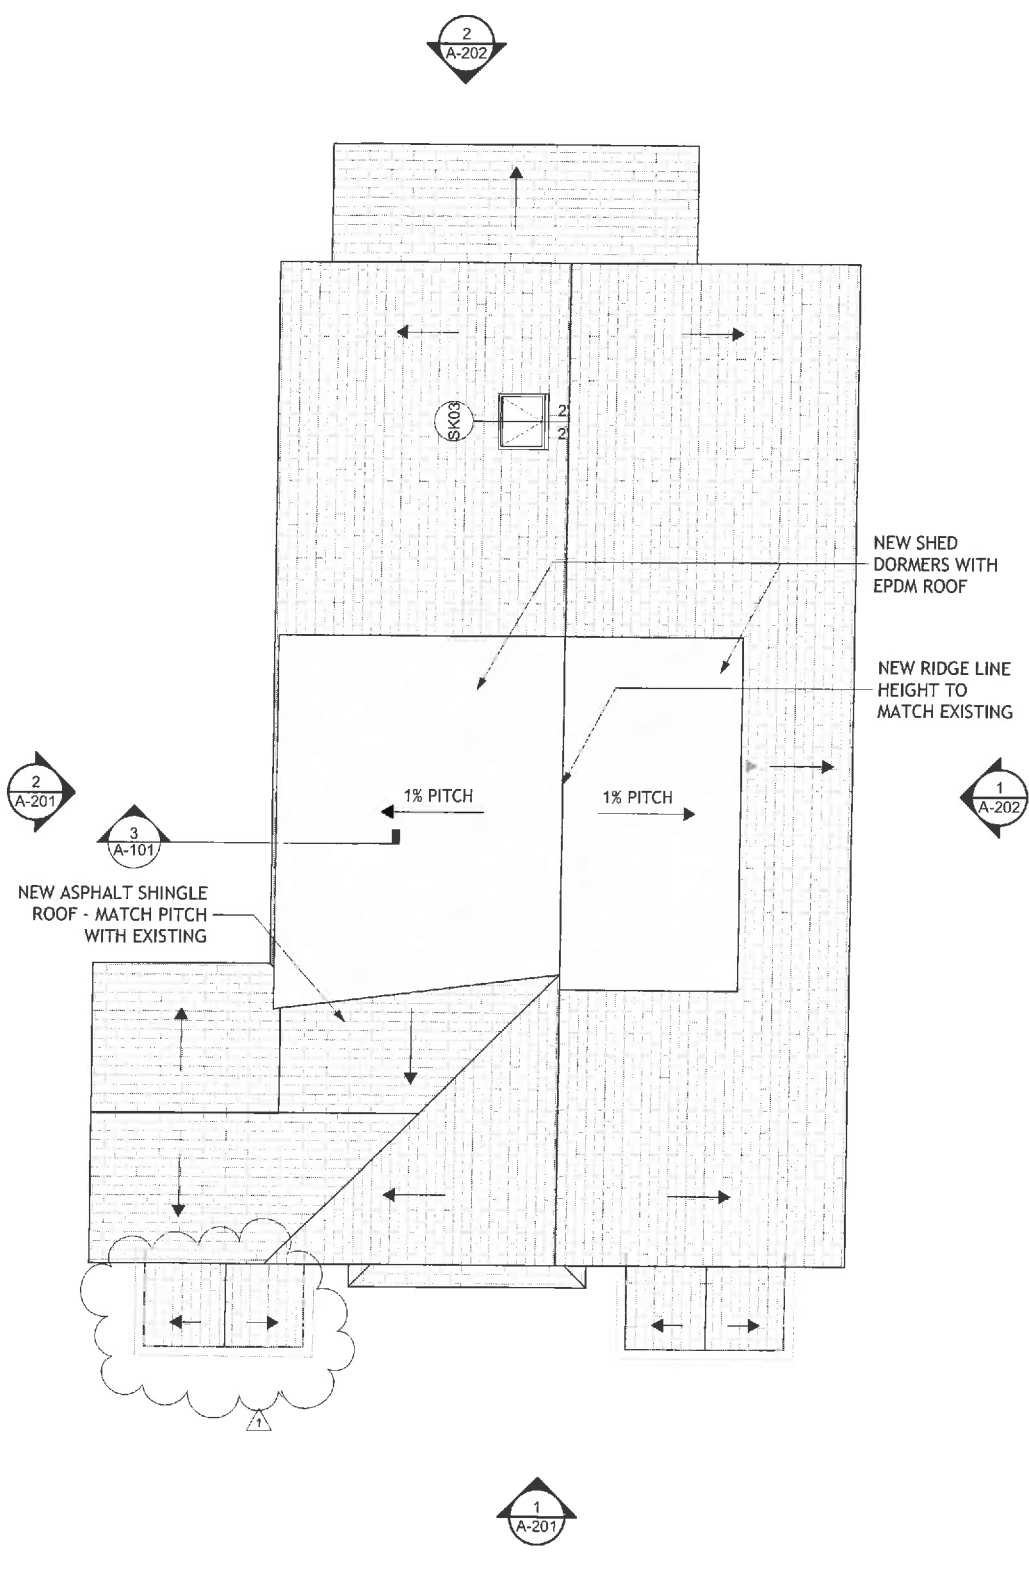 2
A-202
SK03
2
2
NEW SHED
DORMERS WITH
EPDM ROOF
NEW RIDGE LINE
HEIGHT TO
MATCH EXISTING
2
A-201
1% PITCH
1% PITCH
1
A-202
3
A-101
NEW ASPHALT SHINGLE
ROOF - MATCH PITCH
WITH EXISTING
1
1
A-201